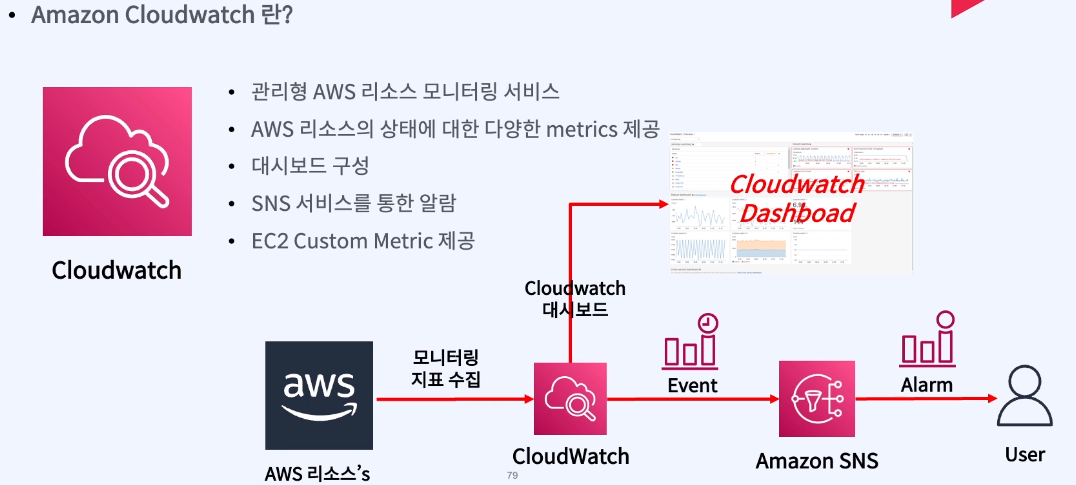 • Amazon Cloudwatch 란?
• 관리형 AWS 리소스 모니터링 서비스
• AWS 리소스의 상태에 대한 다양한 metrics 제공
• 대시보드 구성
• SNS 서비스를 통한 알람
• EC2 Custom Metric 제공
Cloudwatch
Cloudwatch
Dashboad
Cloudwatch
대시보드
모니터링
지표 수집
Event
Alarm
aws
AWS 리소스’s
CloudWatch
Amazon SNS
User
79